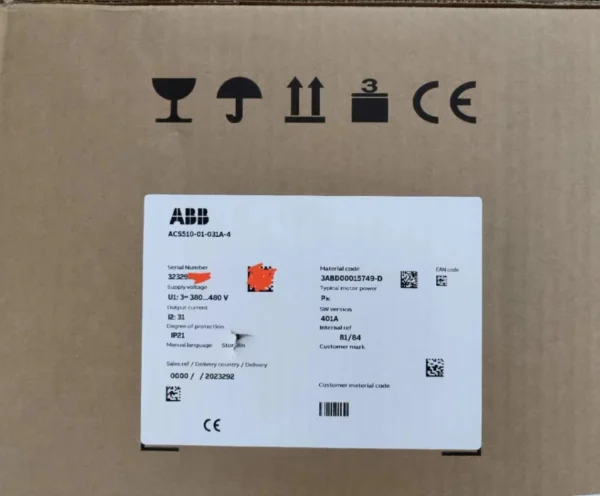 3
CE
ABB
ACS510-01-031A-4
Serial Number
3232
Supply voltage
U1: 3~ 380...480 V
Output current
I2: 31
Degree of protection
IP21
Manual language
Sales ref / Delivery country / Delivery
0000 / / 2023292
CE
Material code
3ABD00015749-D
EAN code
Typical motor power
SW version
401A
Internal ref
81/84
Customer mark
Customer material code